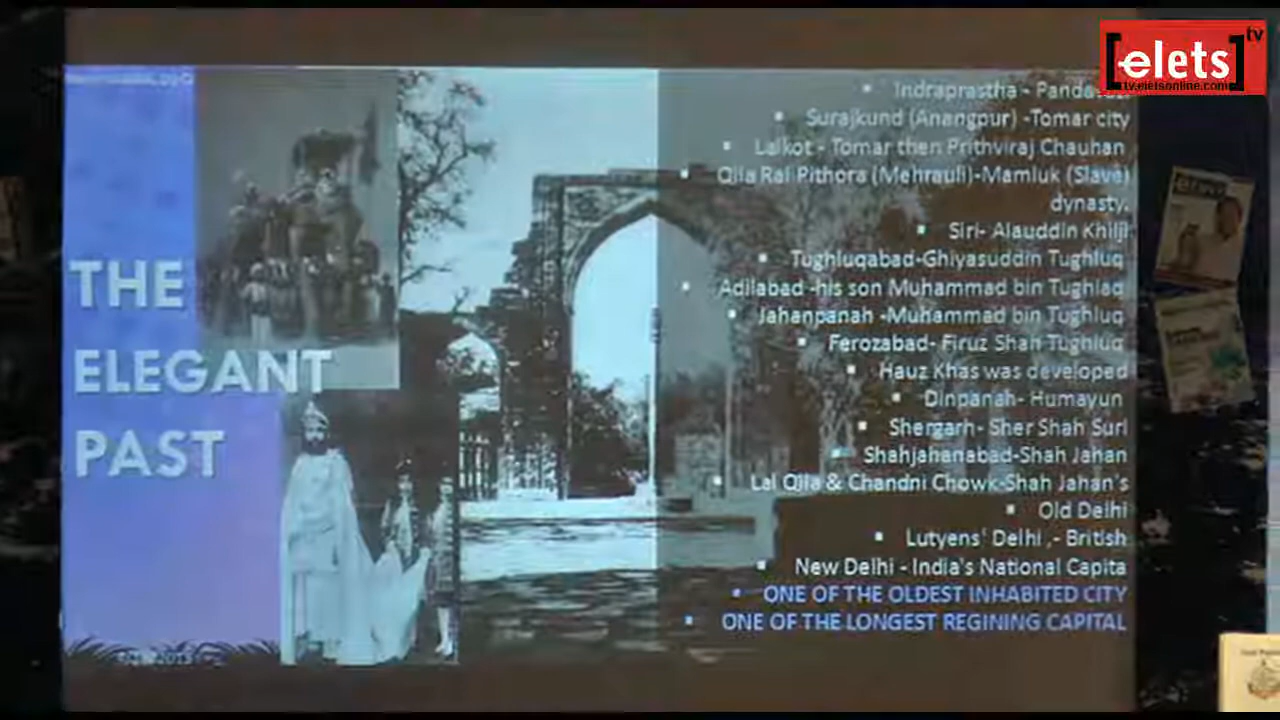 [elets] tv
tv.eletsonline.com
THE
ELEGANT
PAST
▪ Indraprastha -
▪ Surajkund (Anangpur) -Tomar city
▪ Lalkot - Tomar then Prithviraj Chauhan
▪ Qila Rai Pithora (Mehrauli)-Mamluk (Slave)
dynasty.
▪ Siri- Alauddin Khilji
▪ Tughluqabad-Ghiyasuddin Tughluq
▪ Adilabad -his son Muhammad bin Tughlaq
▪ Jahanpanah -Muhammad bin Tughluq
▪ Ferozabad- Firuz Shah Tughluq
▪ Hauz Khas was developed
▪ Dinpanah- Humayun
▪ Shergarh- Sher Shah Suri
▪ Shahjahanabad-Shah Jahan
▪ Lal Qila & Chandni Chowk-Shah Jahan's
▪ Old Delhi
▪ Lutyens' Delhi ,- British
▪ New Delhi - India's National Capita
▪ ONE OF THE OLDEST INHABITED CITY
▪ ONE OF THE LONGEST REGINING CAPITAL